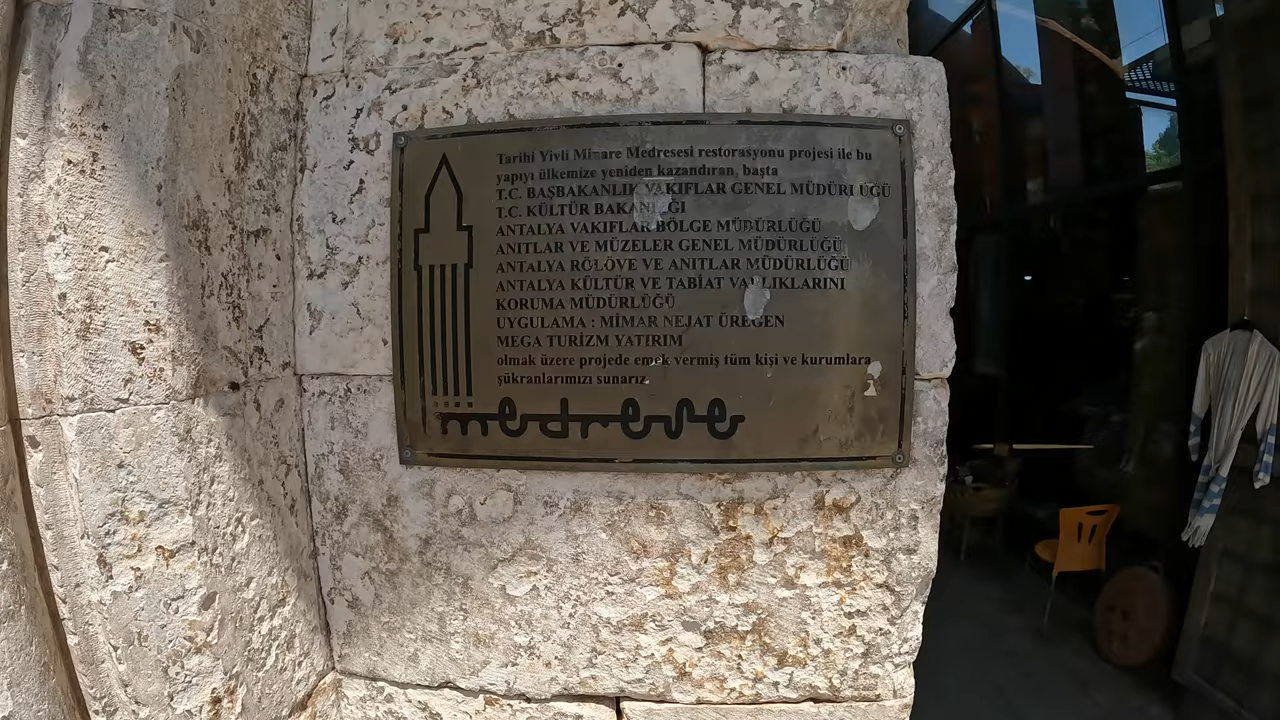 Tarihi Yivli Minare Medresesi restorasyonu projesi ile bu
yapıyı ülkemize yeniden kazandıran, başta
T.C. BAŞBAKANLIK VAKIFLAR GENEL MÜDÜRLÜĞÜ
T.C. KÜLTÜR BAKANLIĞI
ANTALYA VAKIFLAR BÖLGE MÜDÜRLÜĞÜ
ANITLAR VE MÜZELER GENEL MÜDÜRLÜĞÜ
ANTALYA RÖLÖVE VE ANITLAR MÜDÜRLÜĞÜ
ANTALYA KÜLTÜR VE TABİAT VARLIKLARINI
KORUMA MÜDÜRLÜĞÜ
UYGULAMA : MİMAR NEJAT ÜREGEN
MEGA TURİZM YATIRIM
olmak üzere projede emek vermiş tüm kişi ve kurumlara
şükranlarımızı sunarız.
medrese